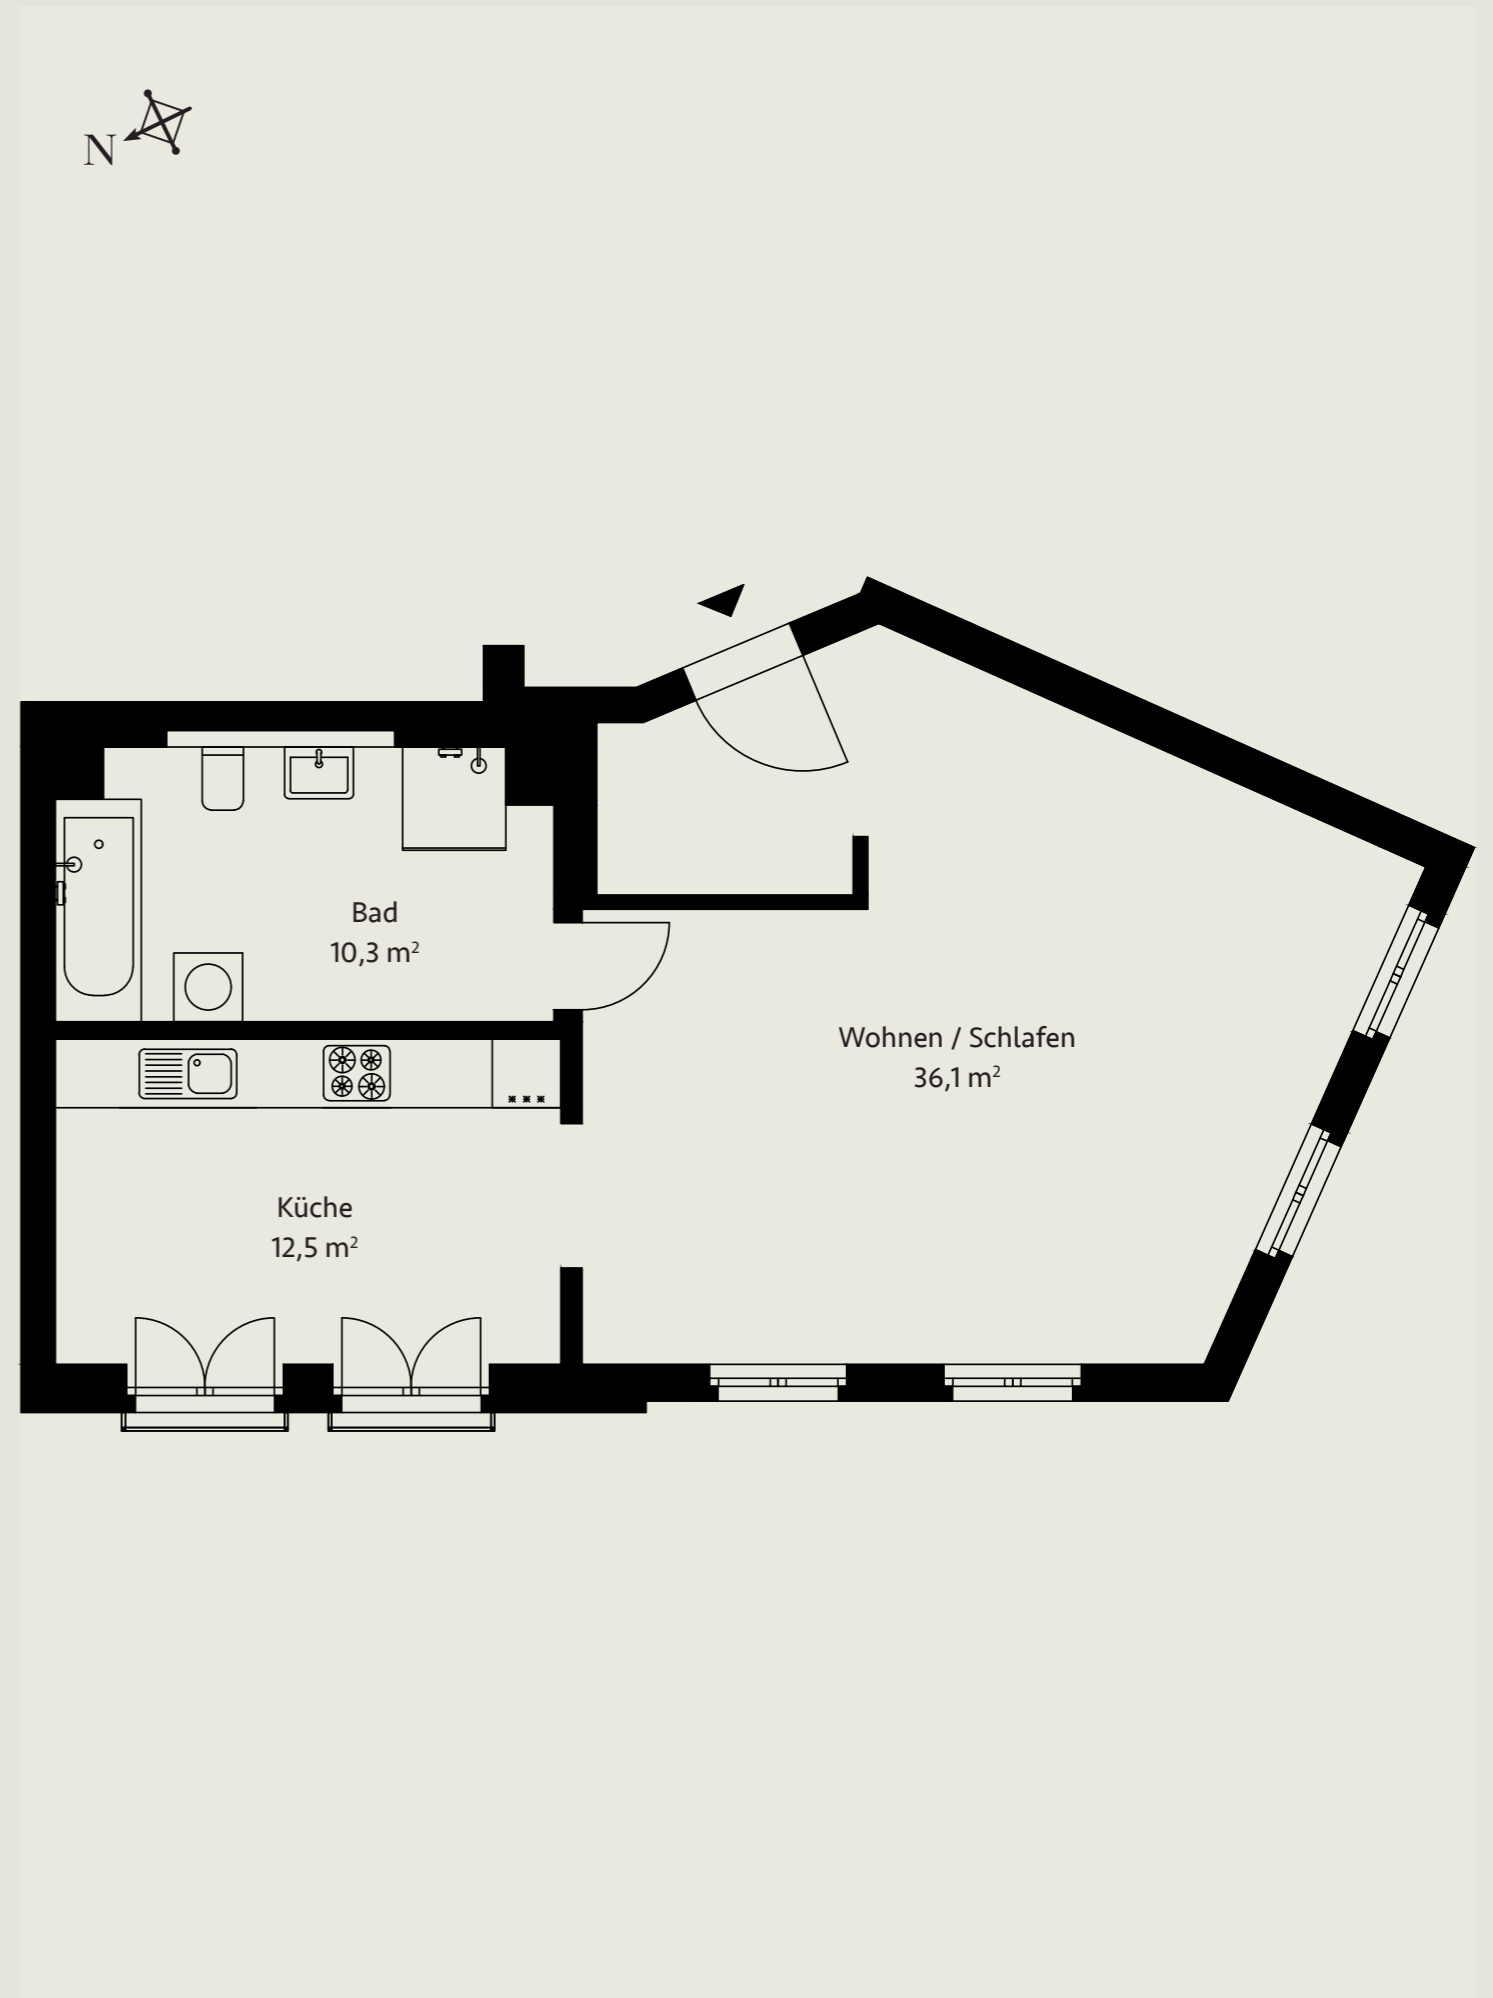 N
Bad
10,3 m²
Wohnen / Schlafen
36,1 m²
Küche
12,5 m²